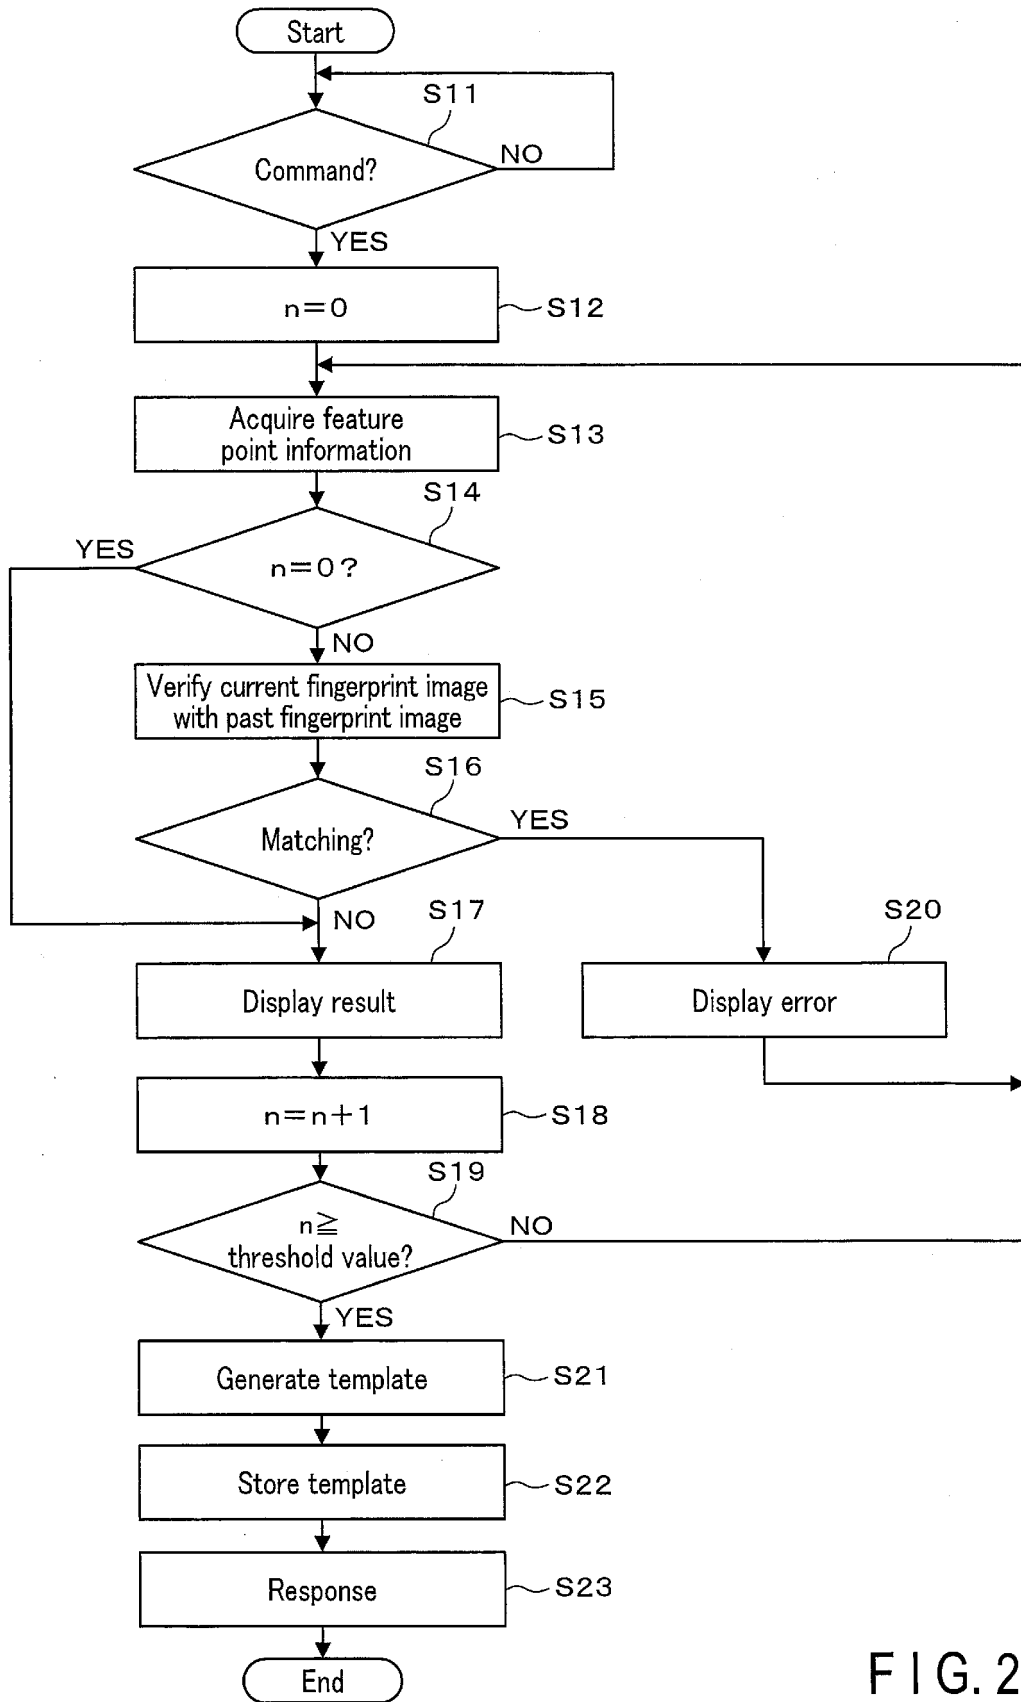 Start
S11
Command?
NO
YES
n=0
S12
Acquire feature
point information
S13
S14
YES
n=0?
NO
Verify current fingerprint image
with past fingerprint image
S15
S16
Matching?
YES
NO
S17
S20
Display result
Display error
n=n+1
S18
S19
n≧
threshold value?
NO
YES
Generate template
S21
Store template
S22
Response
S23
End
FIG. 2